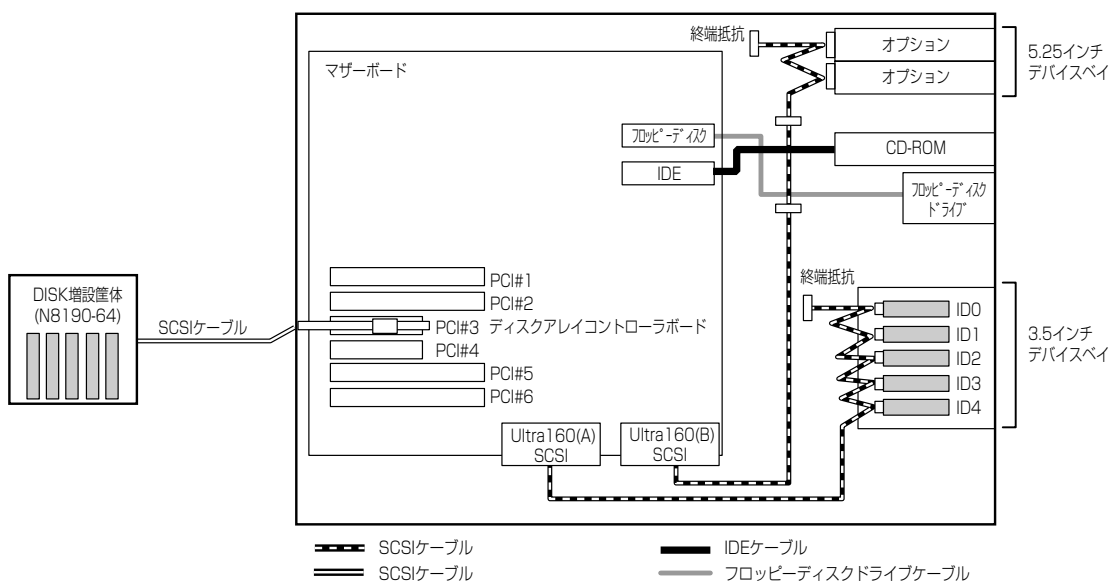 終端抵抗
オプション
オプション
5.25インチ
デバイスベイ
マザーボード
フロッピーディスク
IDE
CD-ROM
フロッピーディスク
ドライブ
DISK増設筐体
(N8190-64)
SCSIケーブル
PCI#1
PCI#2
PCI#3 ディスクアレイコントローラボード
PCI#4
PCI#5
PCI#6
終端抵抗
ID0
ID1
ID2
ID3
ID4
3.5インチ
デバイスベイ
Ultra160(A)
SCSI
Ultra160(B)
SCSI
SCSIケーブル
IDEケーブル
SCSIケーブル
フロッピーディスクドライブケーブル